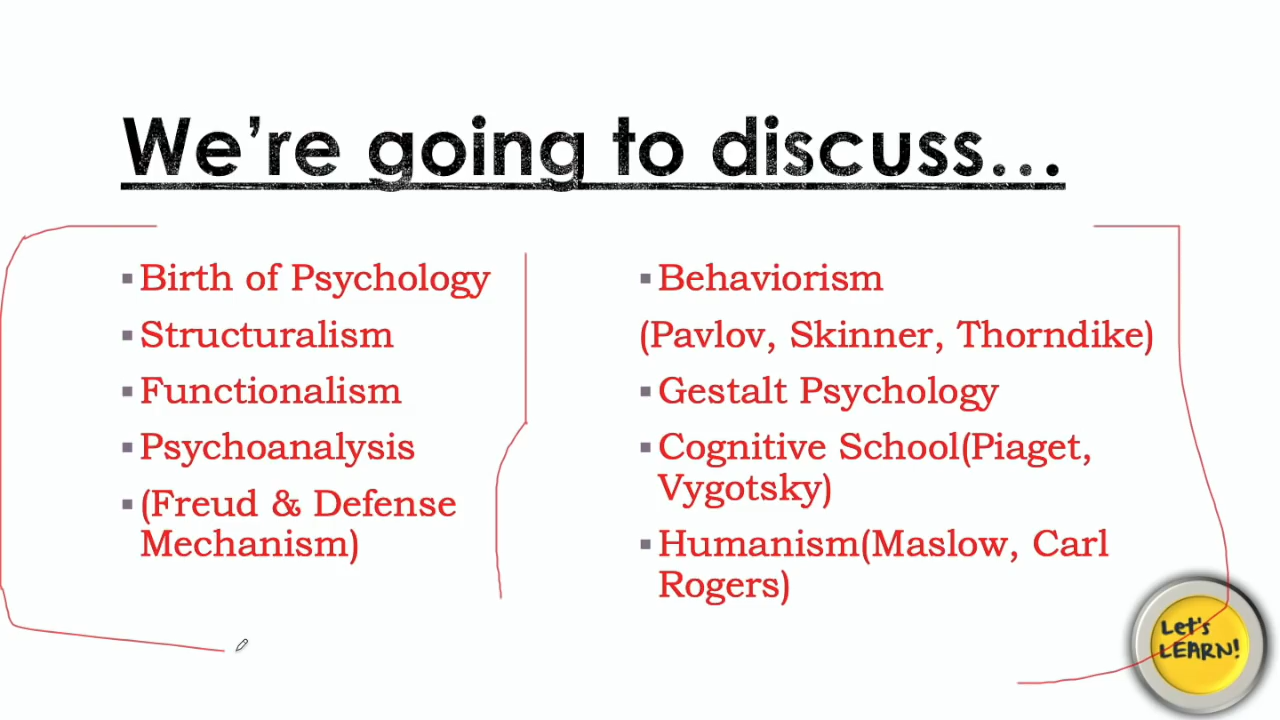 We're going to discuss...
Birth of Psychology
Structuralism
Functionalism
Psychoanalysis
(Freud & Defense
Mechanism)
Behaviorism
(Pavlov, Skinner, Thorndike)
Gestalt Psychology
Cognitive School(Piaget,
Vygotsky)
Humanism(Maslow, Carl
Rogers)
Let's
LEARN!